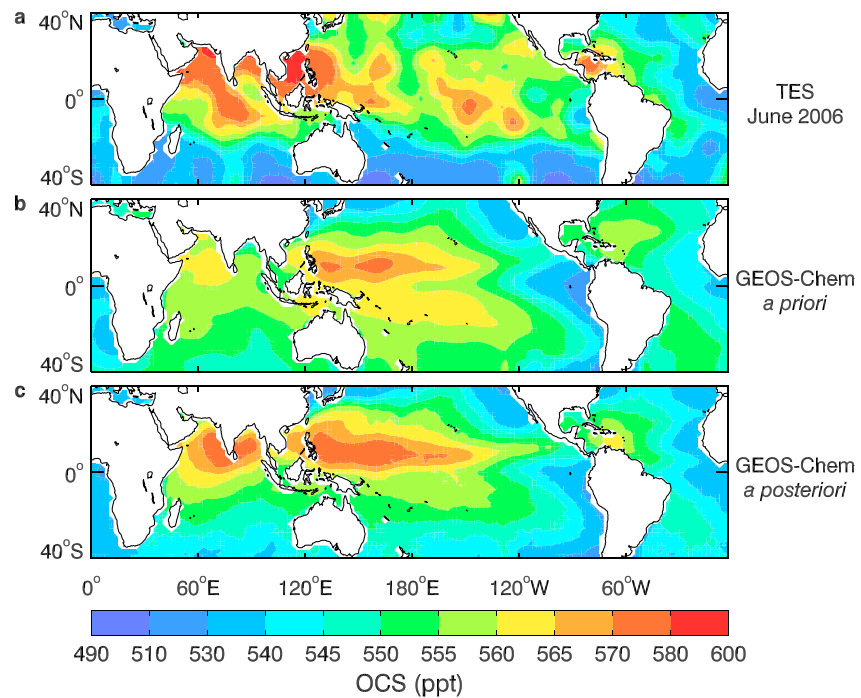 a
40°N
0°
40°S
TES
June 2006
b
40°N
0°
40°S
GEOS-Chem
a priori
c
40°N
0°
40°S
GEOS-Chem
a posteriori
0° 60°E 120°E 180°E 120°W 60°W
490 510 530 540 545 550 555 560 565 570 580 600
OCS (ppt)